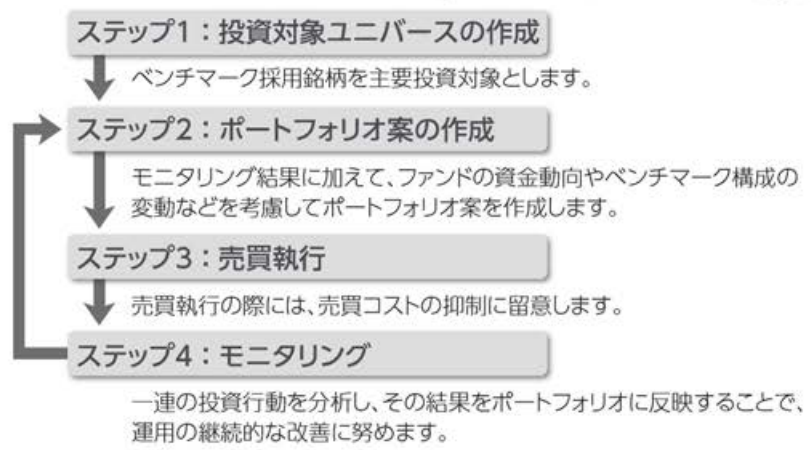 ステップ1：投資対象ユニバースの作成
ベンチマーク採用銘柄を主要投資対象とします。
ステップ2：ポートフォリオ案の作成
モニタリング結果に加えて、ファンドの資金動向やベンチマーク構成の
変動などを考慮してポートフォリオ案を作成します。
ステップ3：売買執行
売買執行の際には、売買コストの抑制に留意します。
ステップ4：モニタリング
一連の投資行動を分析し、その結果をポートフォリオに反映することで、
運用の継続的な改善に努めます。